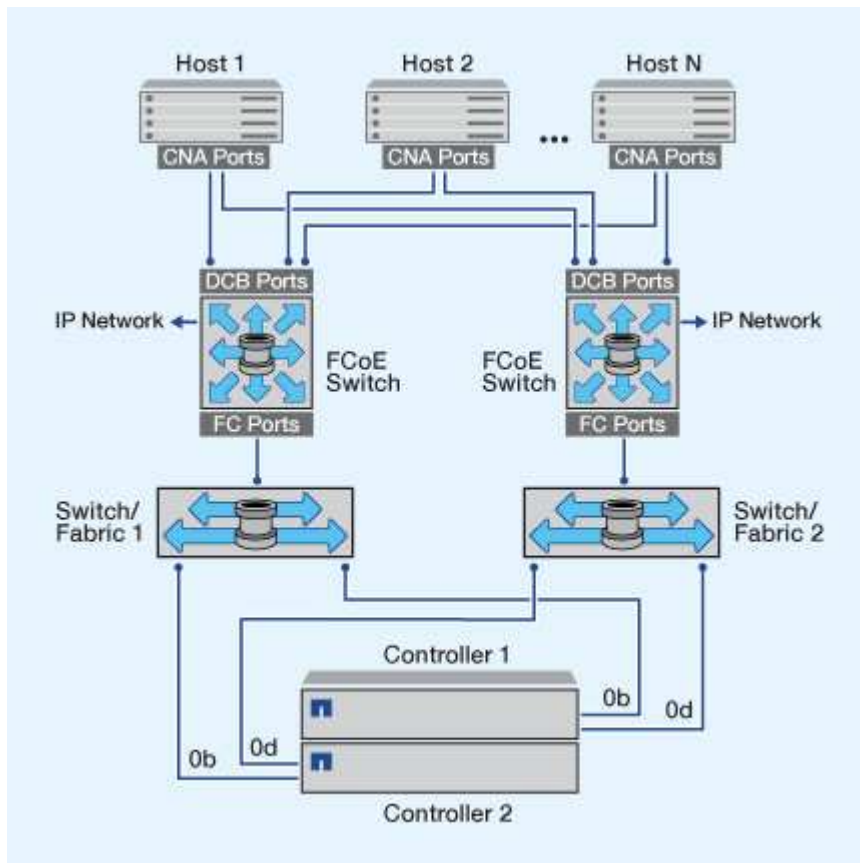 Host 1
Host 2
Host N
...
CNA Ports
CNA Ports
CNA Ports
DCB Ports
DCB Ports
IP Network
IP Network
FCoE
Switch
FCoE
Switch
FC Ports
FC Ports
Switch/
Fabric 1
Switch/
Fabric 2
Controller 1
0b
0d
0d
0b
Controller 2